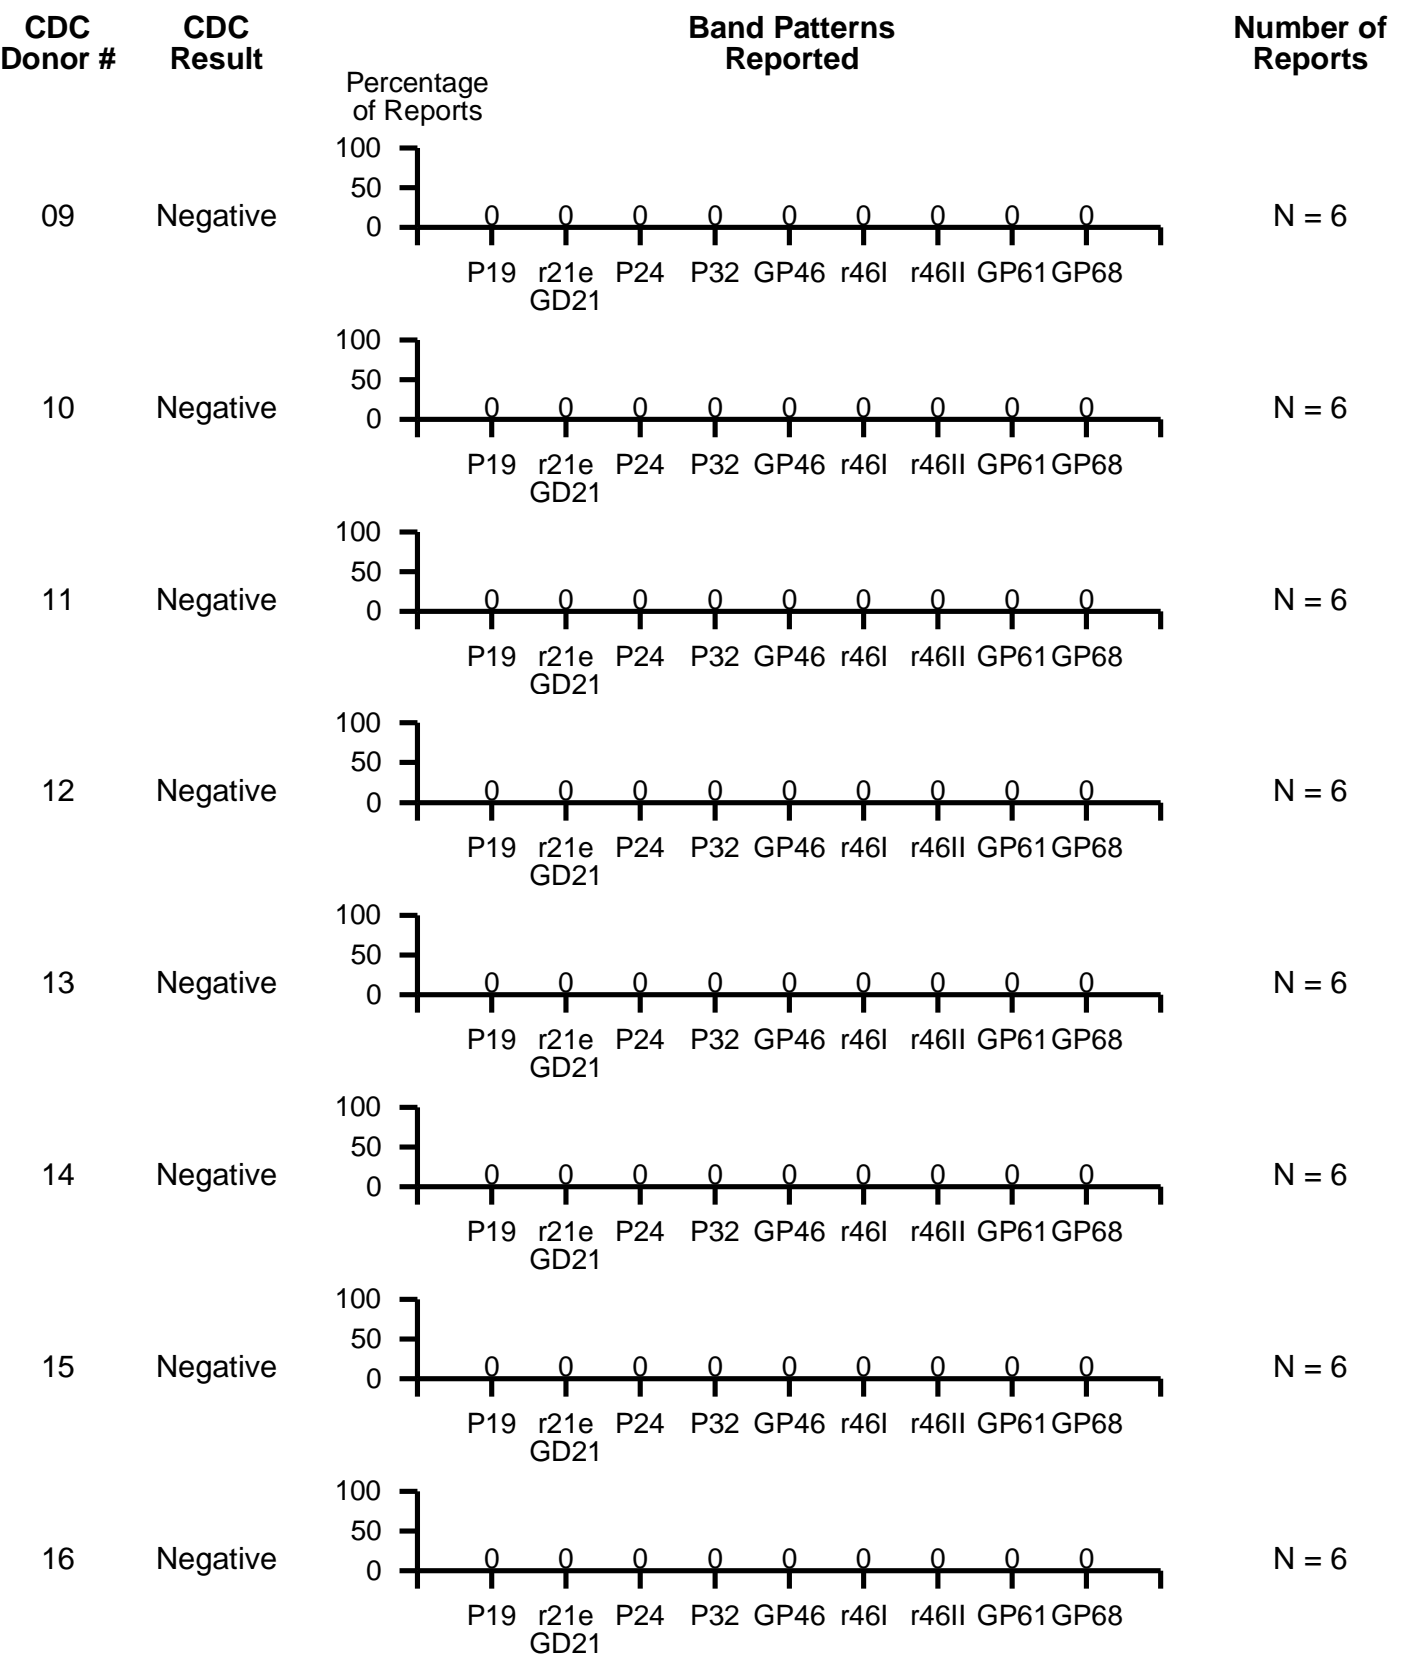 CDC CDC Band Patterns Number of
Donor # Result Reported Reports
Percentage
of Reports
100
50
09 Negative 0 0 0 0 0 0 0 0 0 0 N = 6
P19 r21e P24 P32 GP46 r46I r46II GP61 GP68
GD21
100
50
10 Negative 0 0 0 0 0 0 0 0 0 0 N = 6
P19 r21e P24 P32 GP46 r46I r46II GP61 GP68
GD21
100
50
11 Negative 0 0 0 0 0 0 0 0 0 0 N = 6
P19 r21e P24 P32 GP46 r46I r46II GP61 GP68
GD21
100
50
12 Negative 0 0 0 0 0 0 0 0 0 0 N = 6
P19 r21e P24 P32 GP46 r46I r46II GP61 GP68
GD21
100
50
13 Negative 0 0 0 0 0 0 0 0 0 0 N = 6
P19 r21e P24 P32 GP46 r46I r46II GP61 GP68
GD21
100
50
14 Negative 0 0 0 0 0 0 0 0 0 0 N = 6
P19 r21e P24 P32 GP46 r46I r46II GP61 GP68
GD21
100
50
15 Negative 0 0 0 0 0 0 0 0 0 0 N = 6
P19 r21e P24 P32 GP46 r46I r46II GP61 GP68
GD21
100
50
16 Negative 0 0 0 0 0 0 0 0 0 0 N = 6
P19 r21e P24 P32 GP46 r46I r46II GP61 GP68
GD21